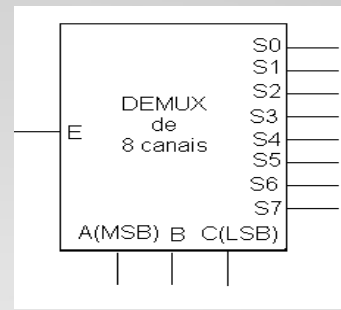 S0
S1
S2
DEMUX
S3
de
E
S4
8 canais
S5
S6
S7
A(MSB) B C(LSB)